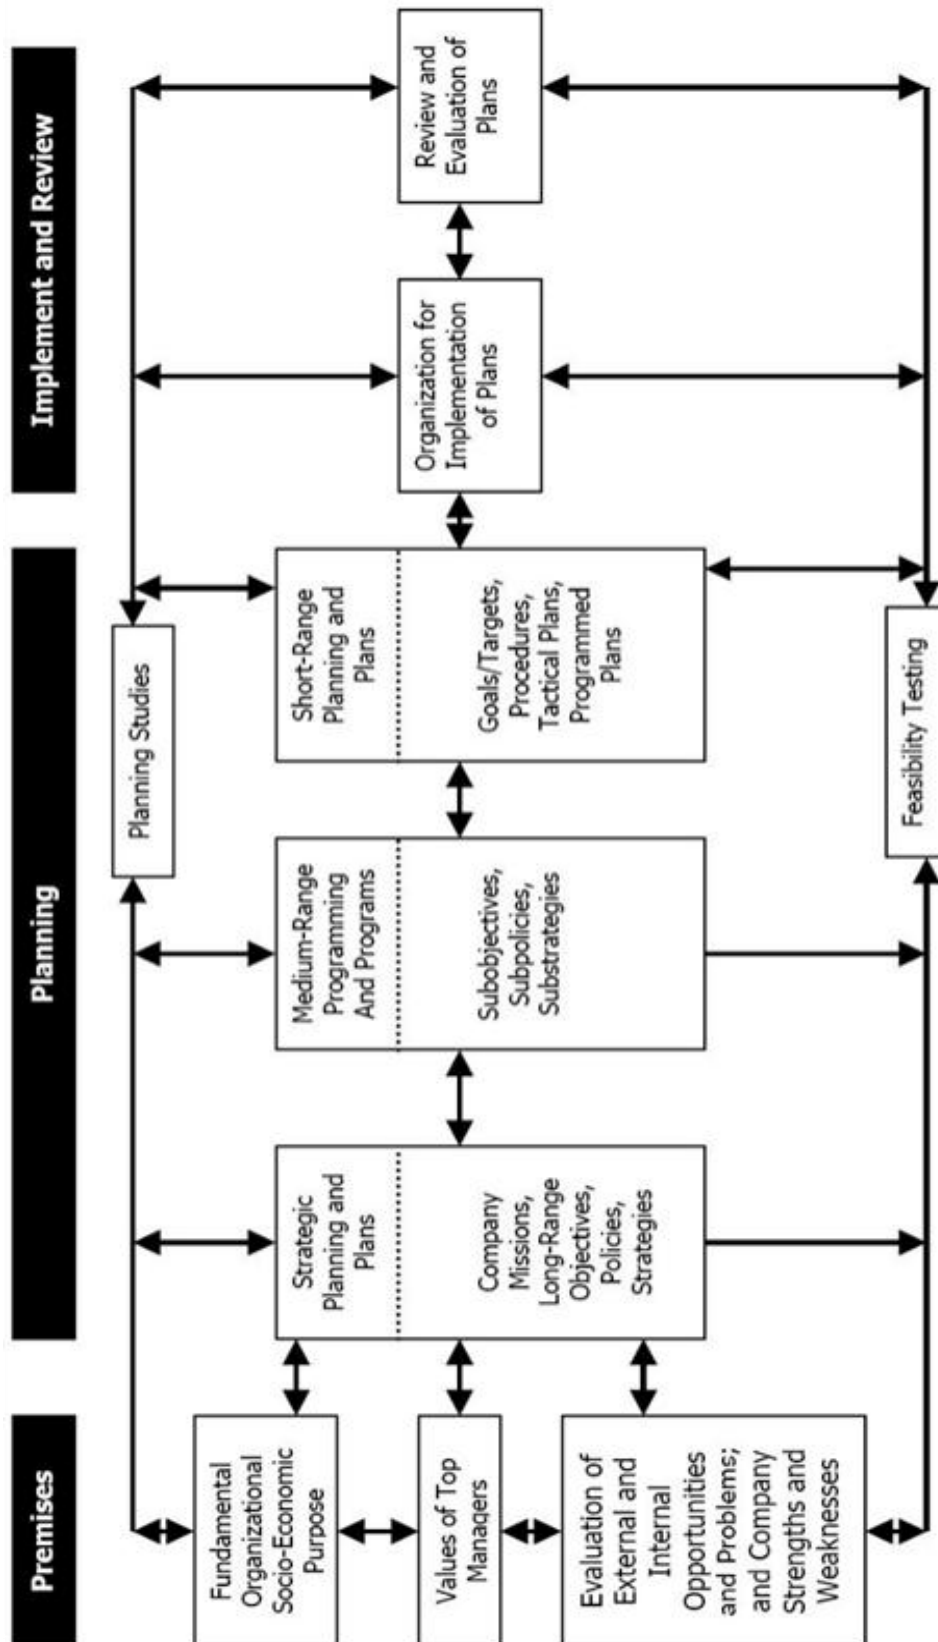 Premises
Planning
Implement and Review
Planning Studies
Fundamental
Organizational
Socio-Economic
Purpose
Values of Top
Managers
Evaluation of
External and
Internal
Opportunities
and Problems;
and Company
Strengths and
Weaknesses
Strategic
Planning and
Plans
Company
Missions,
Long-Range
Objectives,
Policies,
Strategies
Medium-Range
Programming
And Programs
Subobjectives,
Subpolicies,
Substrategies
Short-Range
Planning and
Plans
Goals/Targets,
Procedures,
Tactical Plans,
Programmed
Plans
Organization for
Implementation
of Plans
Review and
Evaluation of
Plans
Feasibility Testing